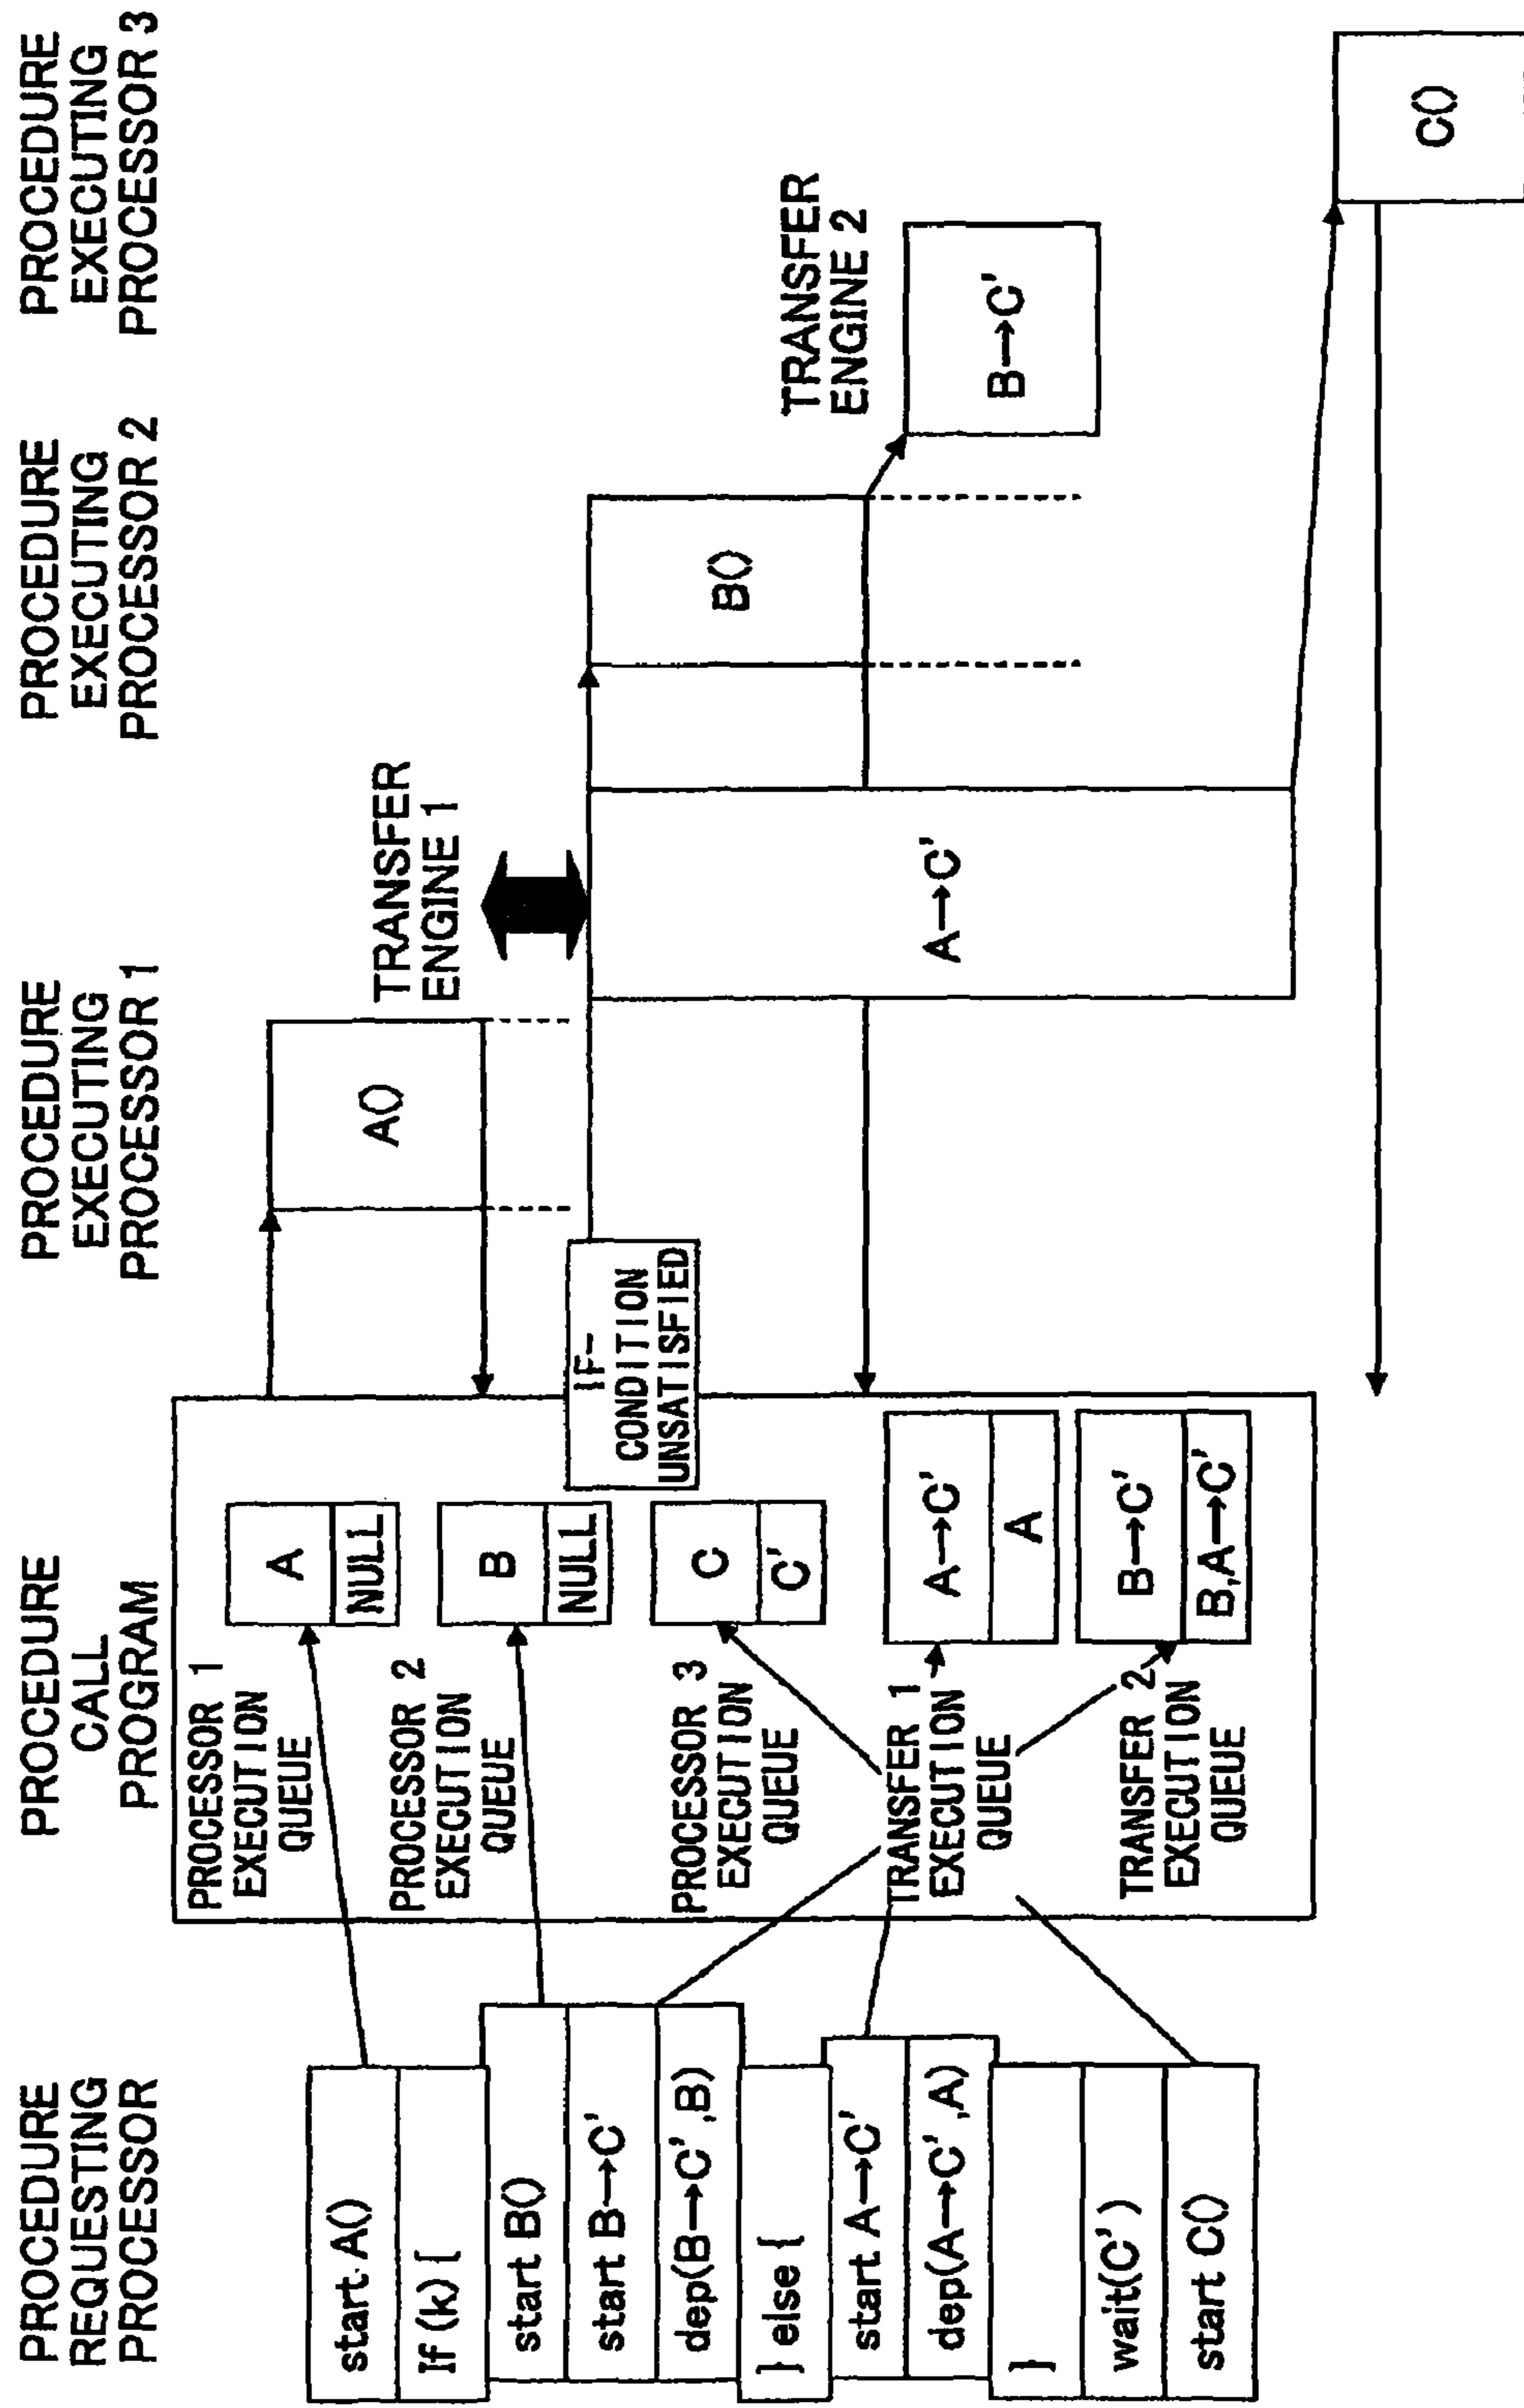 PROCEDURE
REQUESTING
PROCESSOR
PROCEDURE
CALL
PROGRAM
PROCEDURE
EXECUTING
PROCESSOR 1
PROCEDURE
EXECUTING
PROCESSOR 2
PROCEDURE
EXECUTING
PROCESSOR 3
start A()
If (k) {
start B()
start B→C'
dep(B→C',B)
} else {
start A→C'
dep(A→C',A)
}
wait(C')
start C()
PROCESSOR 1
EXECUTION
QUEUE
A
NULL
PROCESSOR 2
EXECUTION
QUEUE
B
NULL
PROCESSOR 3
EXECUTION
QUEUE
C
C'
TRANSFER 1
EXECUTION
QUEUE
A→C'
A
TRANSFER 2
EXECUTION
QUEUE
B→C'
B,A→C'
IF-
CONDITION
UNSATISFIED
A()
TRANSFER
ENGINE 1
A→C'
B()
TRANSFER
ENGINE 2
B→C'
C()